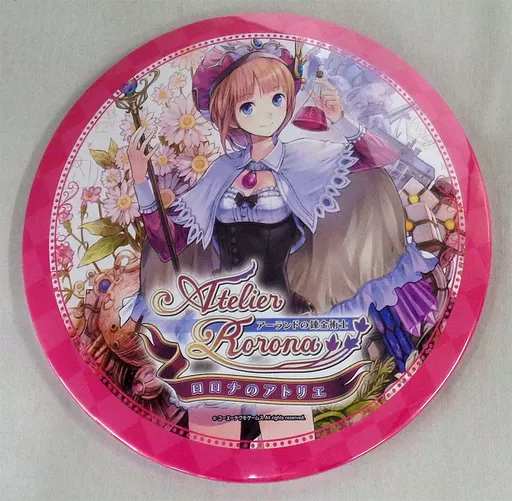 Atelier
アーランドの錬金術士
Rorona
ロロナのアトリエ
© コーエーテクモゲームス All rights reserved.